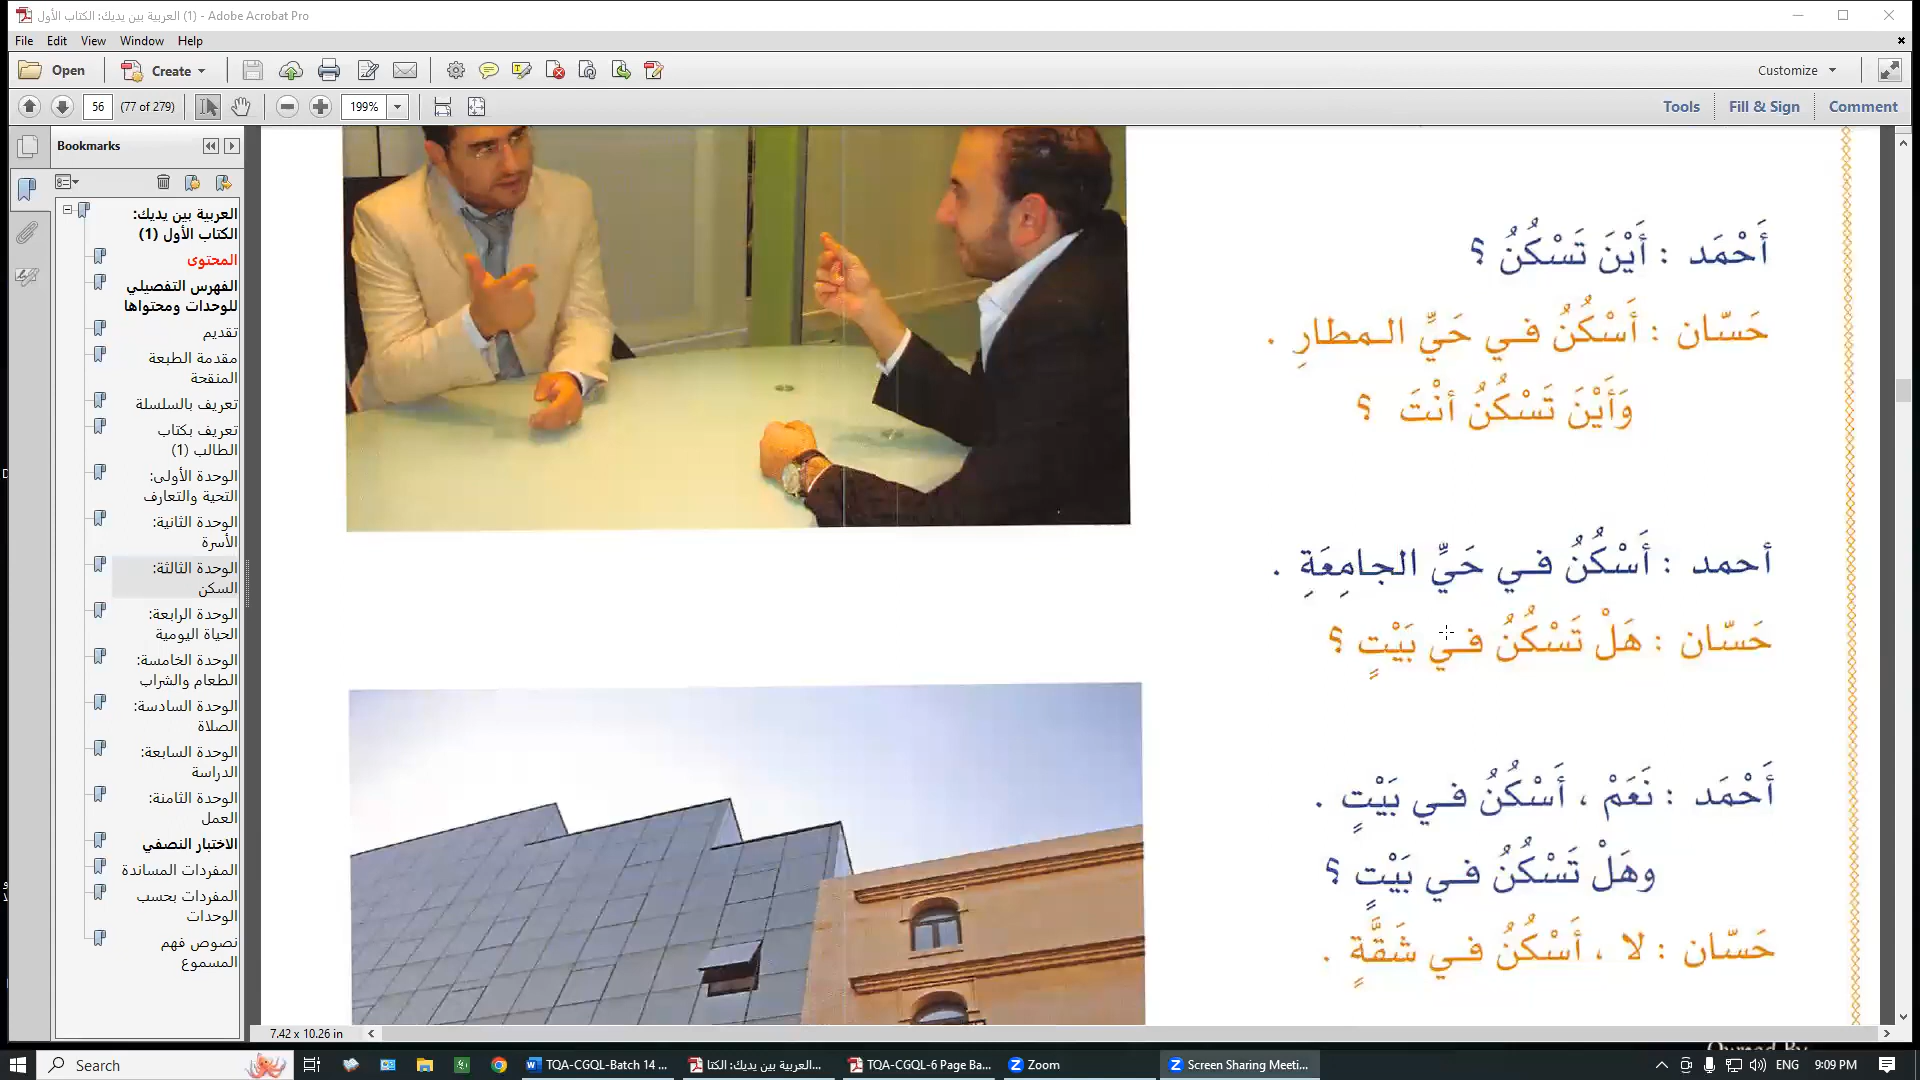 العربية بين يديك: الكتاب الأول (1) - Adobe Acrobat Pro
File Edit View Window Help
Open Create Customize
56 (77 of 279) 199% Tools Fill & Sign Comment
Bookmarks
العربية بين يديك:
الكتاب الأول (1)
المحتوى
الفهرس التفصيلي
للوحدات ومحتواها
تقديم
مقدمة الطبعة
المنقحة
تعريف بالسلسلة
تعريف بكتاب
الطالب (1)
الوحدة الأولى:
التحية والتعارف
الوحدة الثانية:
الأسرة
الوحدة الثالثة:
السكن
الوحدة الرابعة:
الحياة اليومية
الوحدة الخامسة:
الطعام والشراب
الوحدة السادسة:
الصلاة
الوحدة السابعة:
الدراسة
الوحدة الثامنة:
العمل
الاختبار النصفي
المفردات المساندة
المفردات بحسب
الوحدات
نصوص فهم
المسموع
أَحْمَد : أَيْنَ تَسْكُنُ ؟
حَسّان : أَسْكُنُ في حَيِّ المطارِ .
وَأَيْنَ تَسْكُنُ أنْتَ ؟
أحمد : أَسْكُنُ في حَيِّ الجامِعَةِ .
حَسّان : هَلْ تَسْكُنُ في بَيْتٍ ؟
أَحْمَد : نَعَمْ ، أَسْكُنُ في بَيْتٍ .
وهَلْ تَسْكُنُ في بَيْتٍ ؟
حَسّان : لا ، أَسْكُنُ في شَقَّةٍ .
7.42 x 10.26 in
Search
TQA-CGQL-Batch 14 ...
العربية بين يديك: الكتا...
TQA-CGQL-6 Page Ba...
Zoom
Screen Sharing Meeti...
ENG 9:09 PM